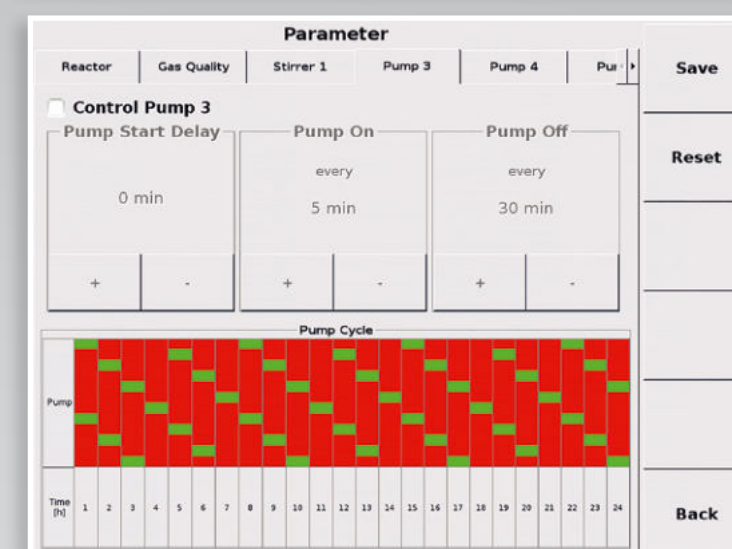 Parameter
Reactor
Gas Quality
Stirrer 1
Pump 3
Pump 4
Save
Control Pump 3
Pump Start Delay
Pump On
Pump Off
every
every
Reset
0 min
5 min
30 min
+ - + - + -
Pump Cycle
Pump
Time
[h]
1 2 3 4 5 6 7 8 9 10 11 12 13 14 15 16 17 18 19 20 21 22 23 24
Back